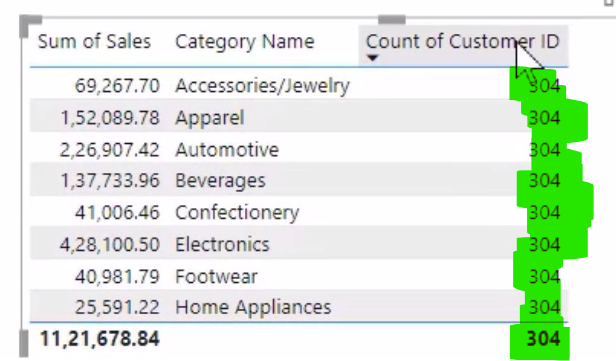 Sum of Sales Category Name Count of Customer ID
69,267.70 Accessories/Jewelry 304
1,52,089.78 Apparel 304
2,26,907.42 Automotive 304
1,37,733.96 Beverages 304
41,006.46 Confectionery 304
4,28,100.50 Electronics 304
40,981.79 Footwear 304
25,591.22 Home Appliances 304
11,21,678.84 304